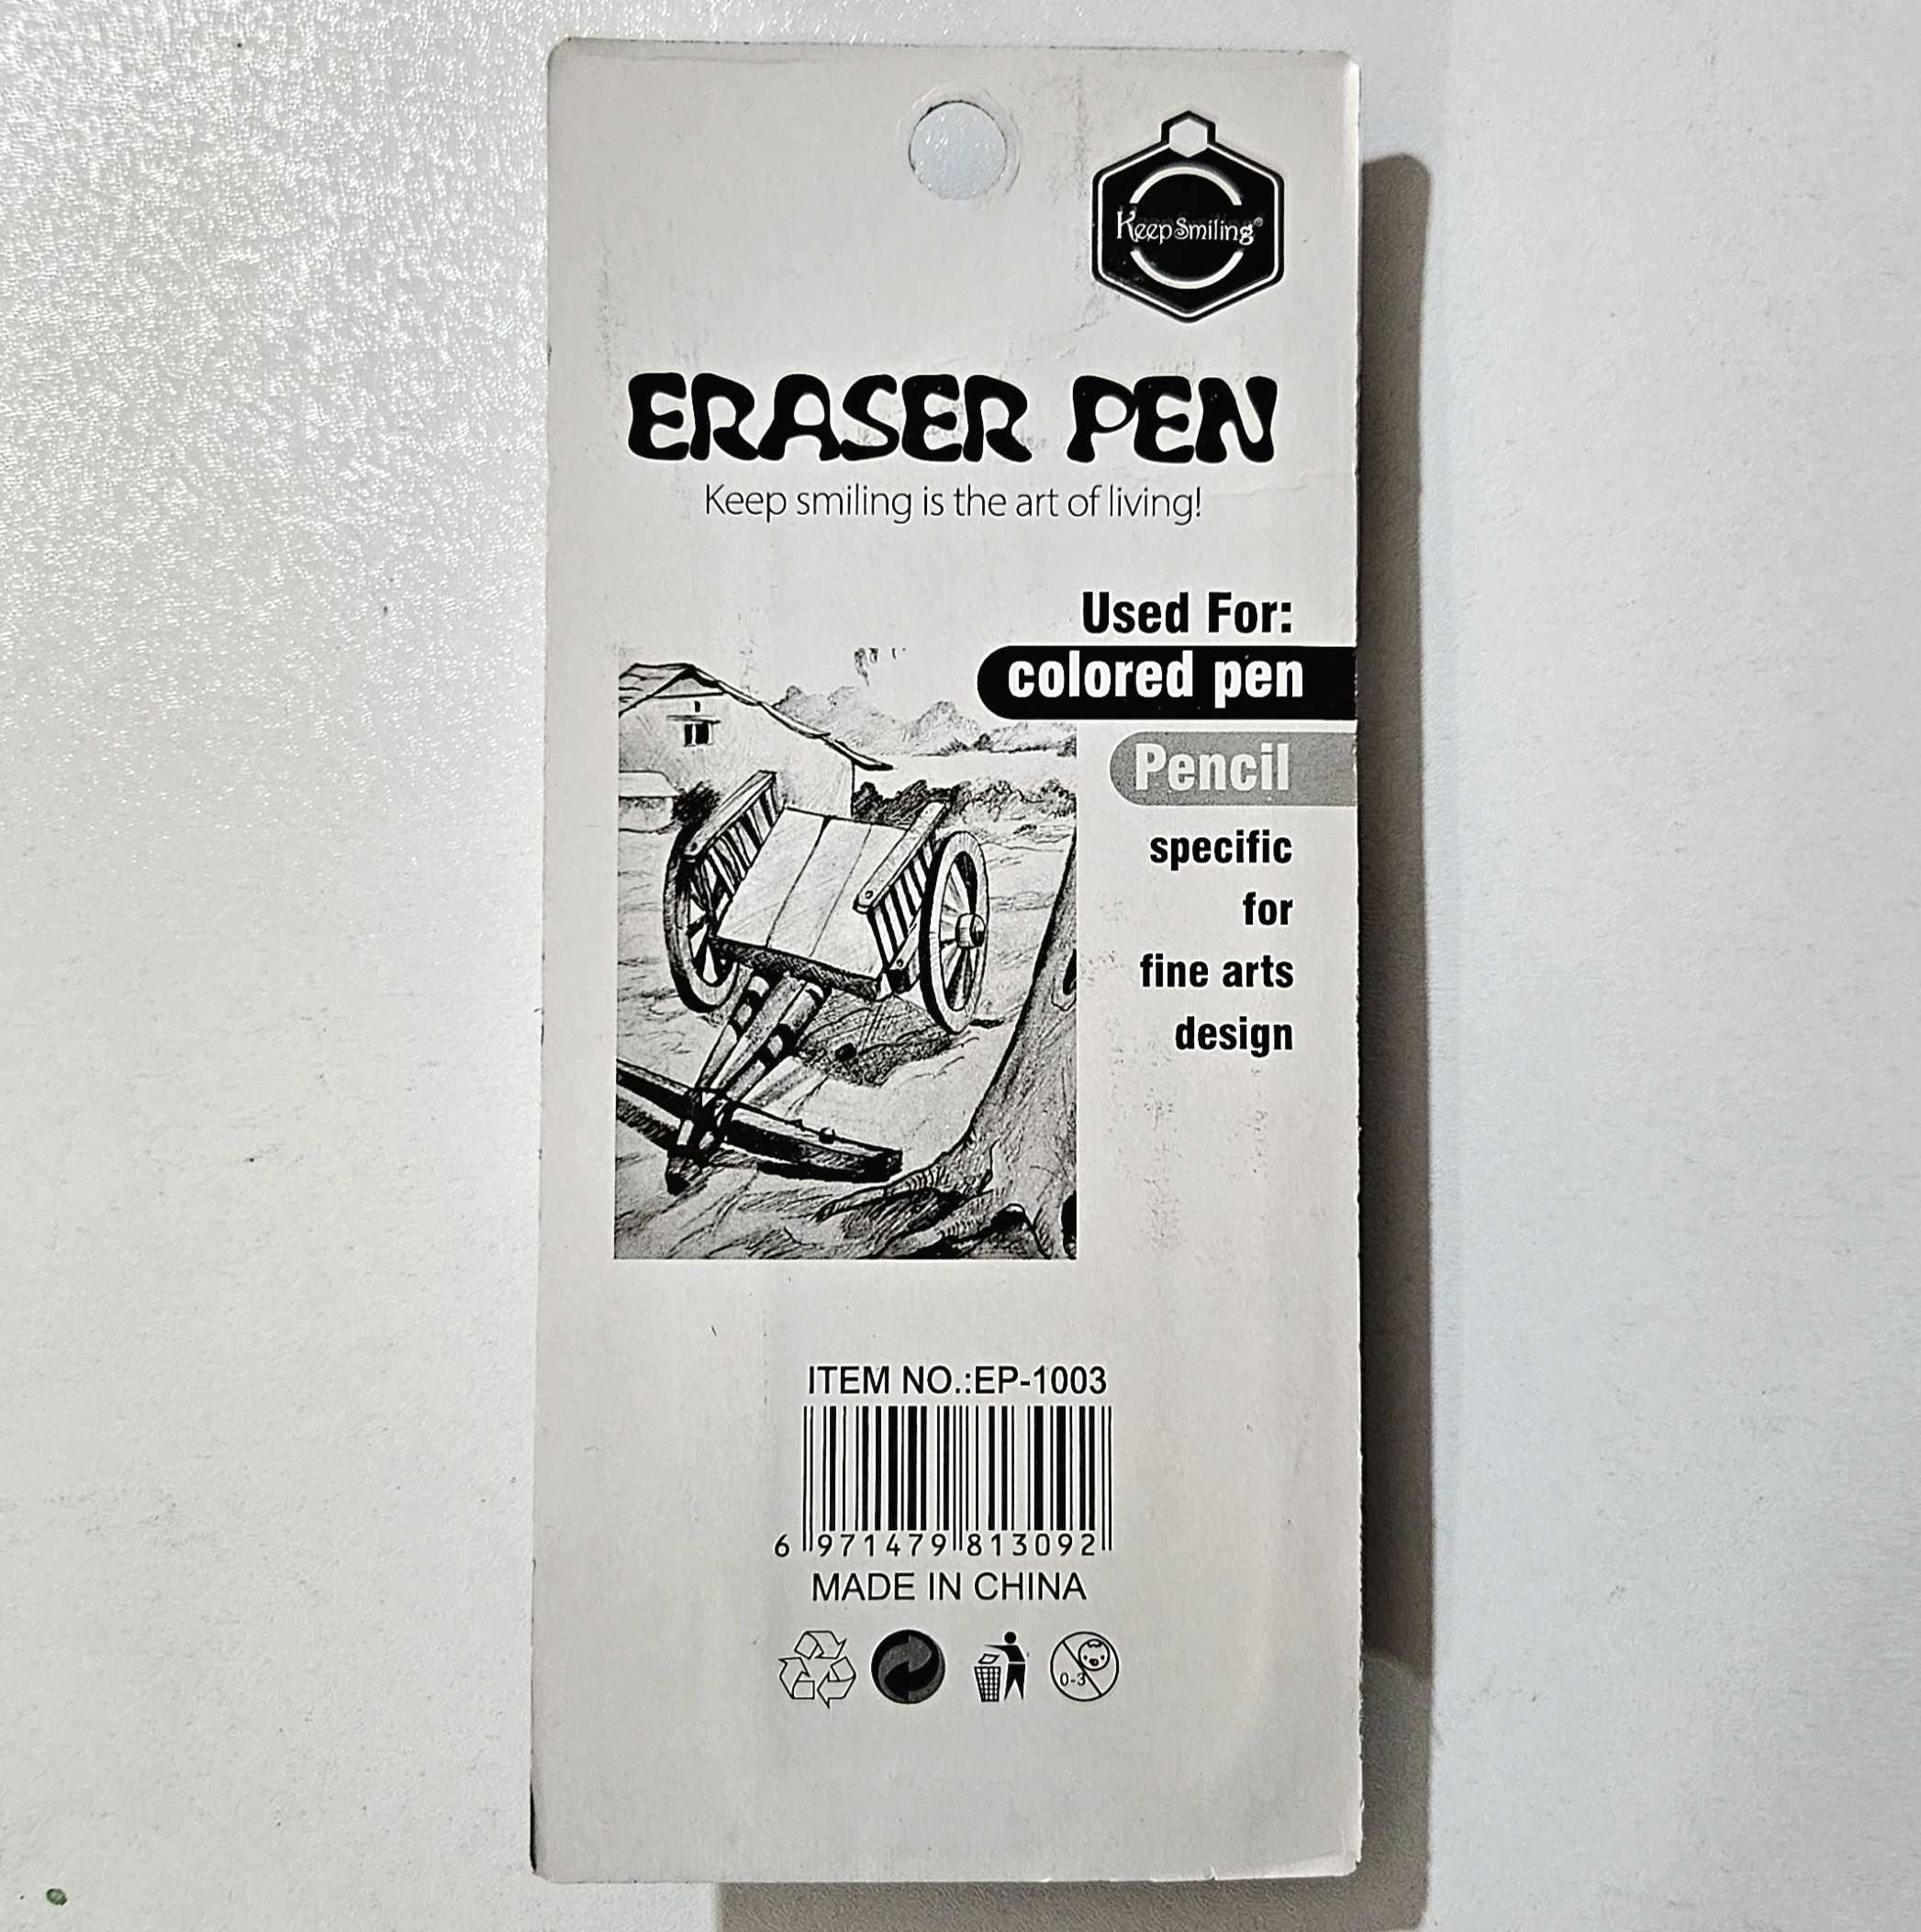 KeepSmiling®
ERASER PEN
Keep smiling is the art of living!
Used For:
colored pen
Pencil
specific
for
fine arts
design
ITEM NO.:EP-1003
6 971479 813092
MADE IN CHINA
0-3